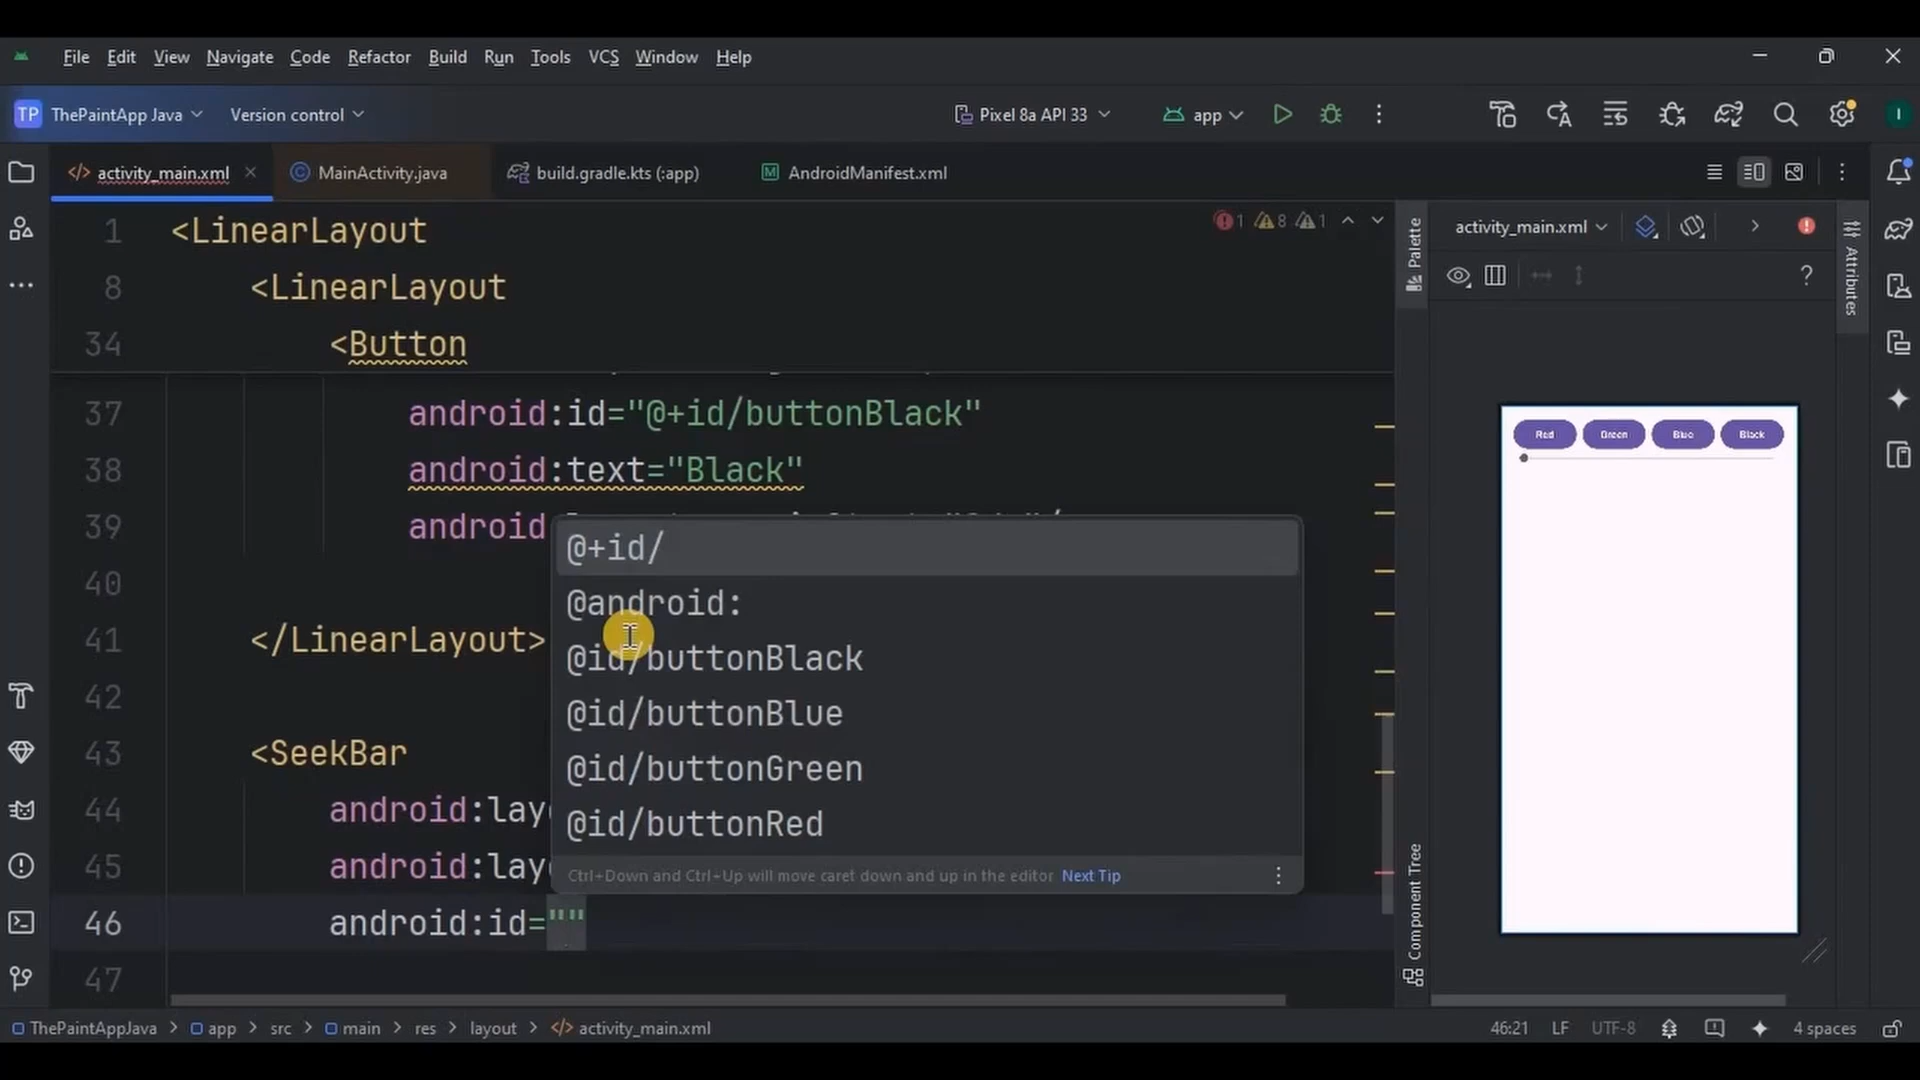 File Edit View Navigate Code Refactor Build Run Tools VCS Window Help
TP ThePaintApp Java Version control Pixel 8a API 33 app I
activity_main.xml MainActivity.java build.gradle.kts (:app) AndroidManifest.xml
1 <LinearLayout
8 <LinearLayout
34 <Button
1 8 1
37 android:id="@+id/buttonBlack"
38 android:text="Black"
39 android
40
41 </LinearLayout>
42
43 <SeekBar
44 android:lay
45 android:lay
46 android:id=""
47
@+id/
@android:
@id/buttonBlack
@id/buttonBlue
@id/buttonGreen
@id/buttonRed
Ctrl+Down and Ctrl+Up will move caret down and up in the editor Next Tip
Palette
Component Tree
activity_main.xml
?
Attributes
Red Green Blue Black
ThePaintAppJava > app > src > main > res > layout > activity_main.xml
46:21 LF UTF-8 4 spaces